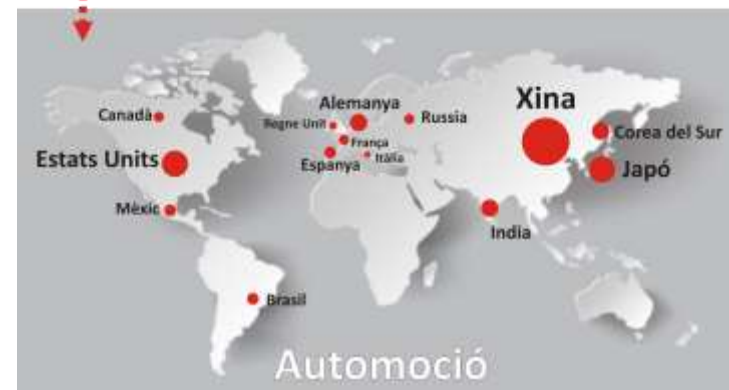 Xina
Alemanya
Canadà
Regne Unit
Russia
Corea del Sur
França
Estats Units
Espanya
Itàlia
Japó
Mèxic
India
Brasil
Automoció